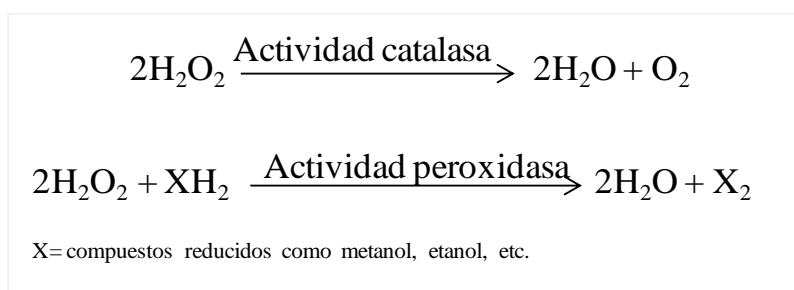 2H₂O₂ Actividad catalasa → 2H₂O + O₂
2H₂O₂ + XH₂ Actividad peroxidasa → 2H₂O + X₂
X= compuestos reducidos como metanol, etanol, etc.